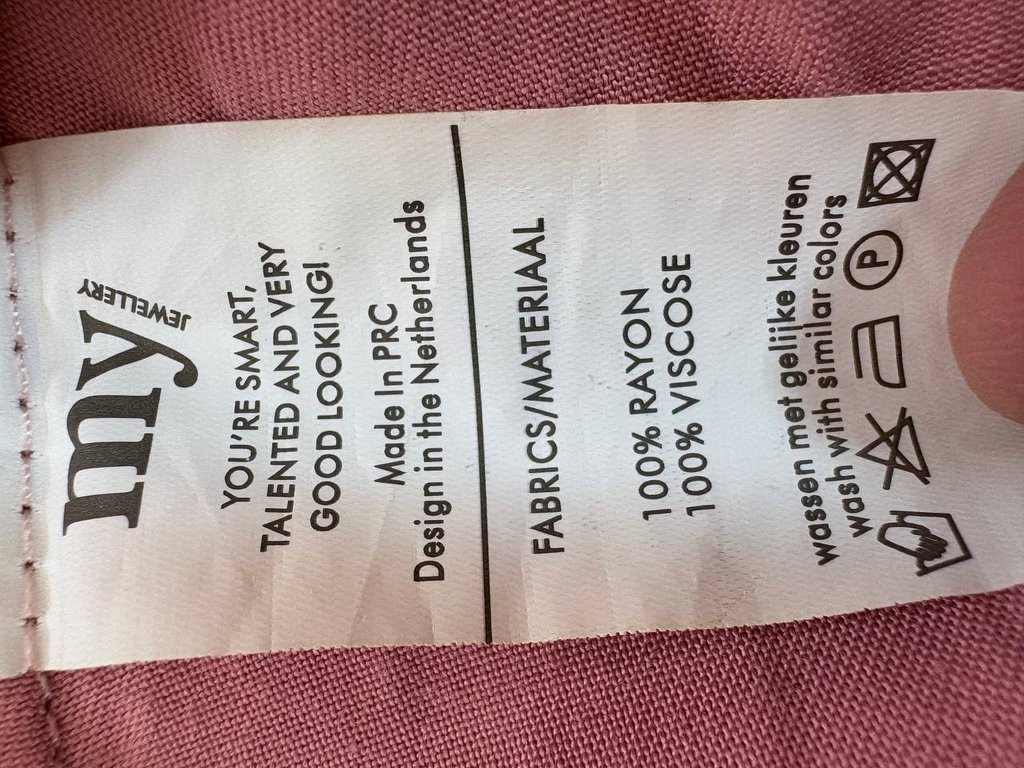 my
JEWELLERY
YOU'RE SMART,
TALENTED AND VERY
GOOD LOOKING!
Made In PRC
Design in the Netherlands
FABRICS/MATERIAAL
100% RAYON
100% VISCOSE
wassen met gelijke kleuren
wash with similar colors
P